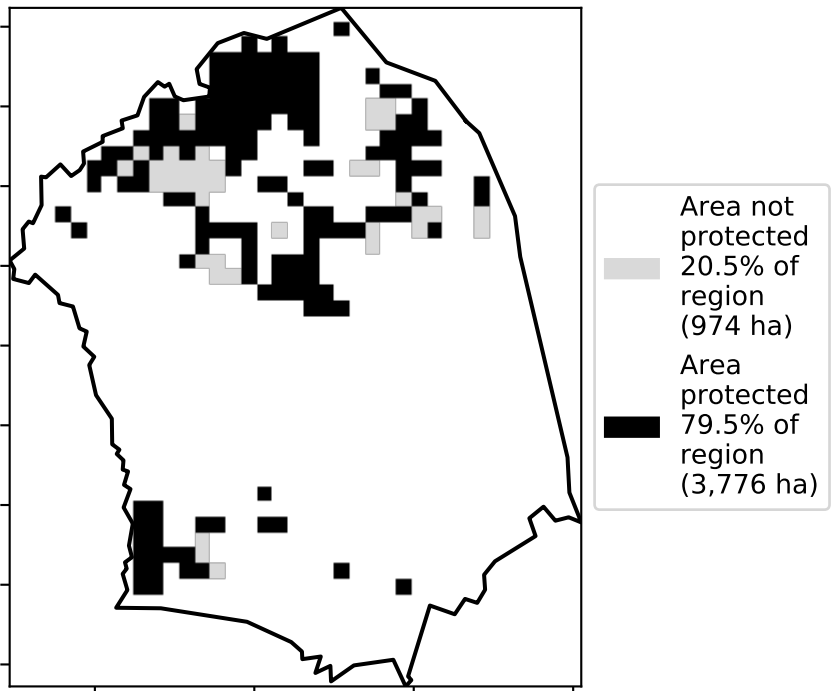 Area not
protected
20.5% of
region
(974 ha)
Area
protected
79.5% of
region
(3,776 ha)